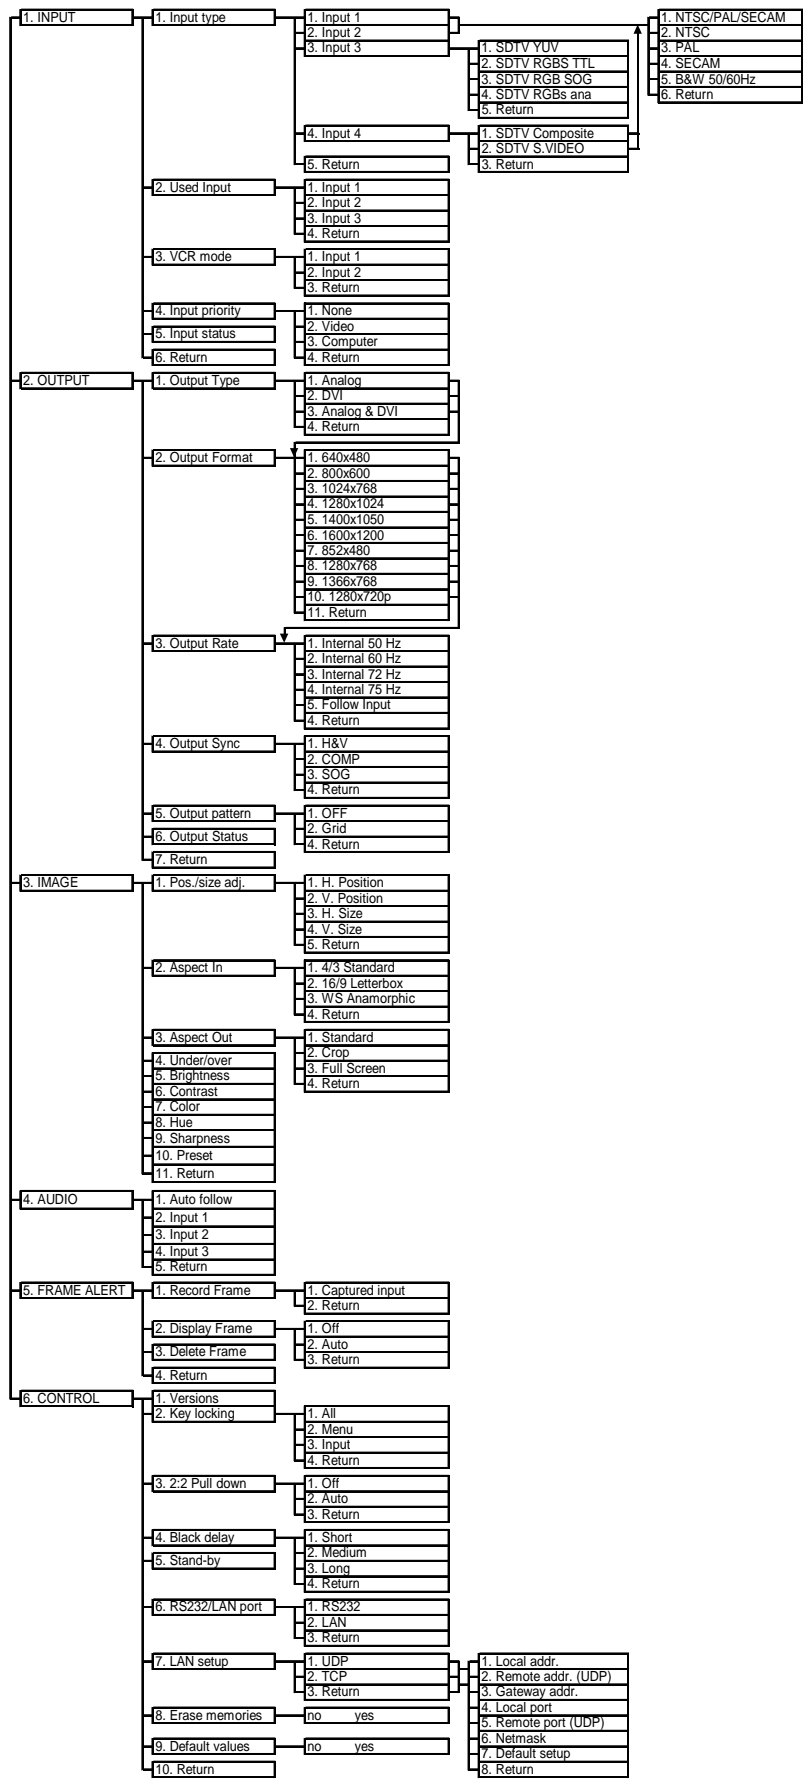 1. INPUT
1. Input type
1. Input 1
2. Input 2
3. Input 3
1. SDTV YUV
2. SDTV RGBS TTL
3. SDTV RGB SOG
4. SDTV RGBs ana
5. Return
4. Input 4
1. SDTV Composite
2. SDTV S.VIDEO
3. Return
5. Return
1. NTSC/PAL/SECAM
2. NTSC
3. PAL
4. SECAM
5. B&W 50/60Hz
6. Return
2. Used Input
1. Input 1
2. Input 2
3. Input 3
4. Return
3. VCR mode
1. Input 1
2. Input 2
3. Return
4. Input priority
1. None
2. Video
3. Computer
4. Return
5. Input status
6. Return
2. OUTPUT
1. Output Type
1. Analog
2. DVI
3. Analog & DVI
4. Return
2. Output Format
1. 640x480
2. 800x600
3. 1024x768
4. 1280x1024
5. 1400x1050
6. 1600x1200
7. 852x480
8. 1280x768
9. 1366x768
10. 1280x720p
11. Return
3. Output Rate
1. Internal 50 Hz
2. Internal 60 Hz
3. Internal 72 Hz
4. Internal 75 Hz
5. Follow Input
4. Return
4. Output Sync
1. H&V
2. COMP
3. SOG
4. Return
5. Output pattern
1. OFF
2. Grid
4. Return
6. Output Status
7. Return
3. IMAGE
1. Pos./size adj.
1. H. Position
2. V. Position
3. H. Size
4. V. Size
5. Return
2. Aspect In
1. 4/3 Standard
2. 16/9 Letterbox
3. WS Anamorphic
4. Return
3. Aspect Out
1. Standard
2. Crop
3. Full Screen
4. Return
4. Under/over
5. Brightness
6. Contrast
7. Color
8. Hue
9. Sharpness
10. Preset
11. Return
4. AUDIO
1. Auto follow
2. Input 1
3. Input 2
4. Input 3
5. Return
5. FRAME ALERT
1. Record Frame
1. Captured input
2. Return
2. Display Frame
1. Off
2. Auto
3. Return
3. Delete Frame
4. Return
6. CONTROL
1. Versions
2. Key locking
1. All
2. Menu
3. Input
4. Return
3. 2:2 Pull down
1. Off
2. Auto
3. Return
4. Black delay
1. Short
2. Medium
3. Long
4. Return
5. Stand-by
6. RS232/LAN port
1. RS232
2. LAN
3. Return
7. LAN setup
1. UDP
2. TCP
3. Return
1. Local addr.
2. Remote addr. (UDP)
3. Gateway addr.
4. Local port
5. Remote port (UDP)
6. Netmask
7. Default setup
8. Return
8. Erase memories
no yes
9. Default values
no yes
10. Return